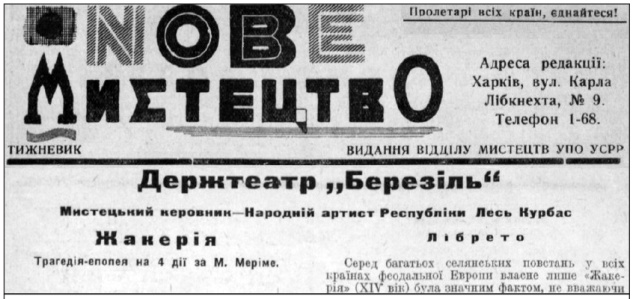 Пролетарі всіх країн, єднайтеся!
НОВЕ
МИСТЕЦТВО
Адреса редакції:
Харків, вул. Карла
Лібкнехта, № 9.
Телефон 1-68.
ТИЖНЕВИК
ВИДАННЯ ВІДДІЛУ МИСТЕЦТВ УПО УСРР
Держтеатр „Березіль“
Мистецький керовник—Народній артист Республіки Лесь Курбас
Жакерія
Трагедія-епопея на 4 дії за М. Меріме.
Лібрето
Серед багатьох селянських повстань у всіх
країнах феодальної Европи власне лише «Жаке-
рія» (XIV вік) була значним фактом, не вважаючи